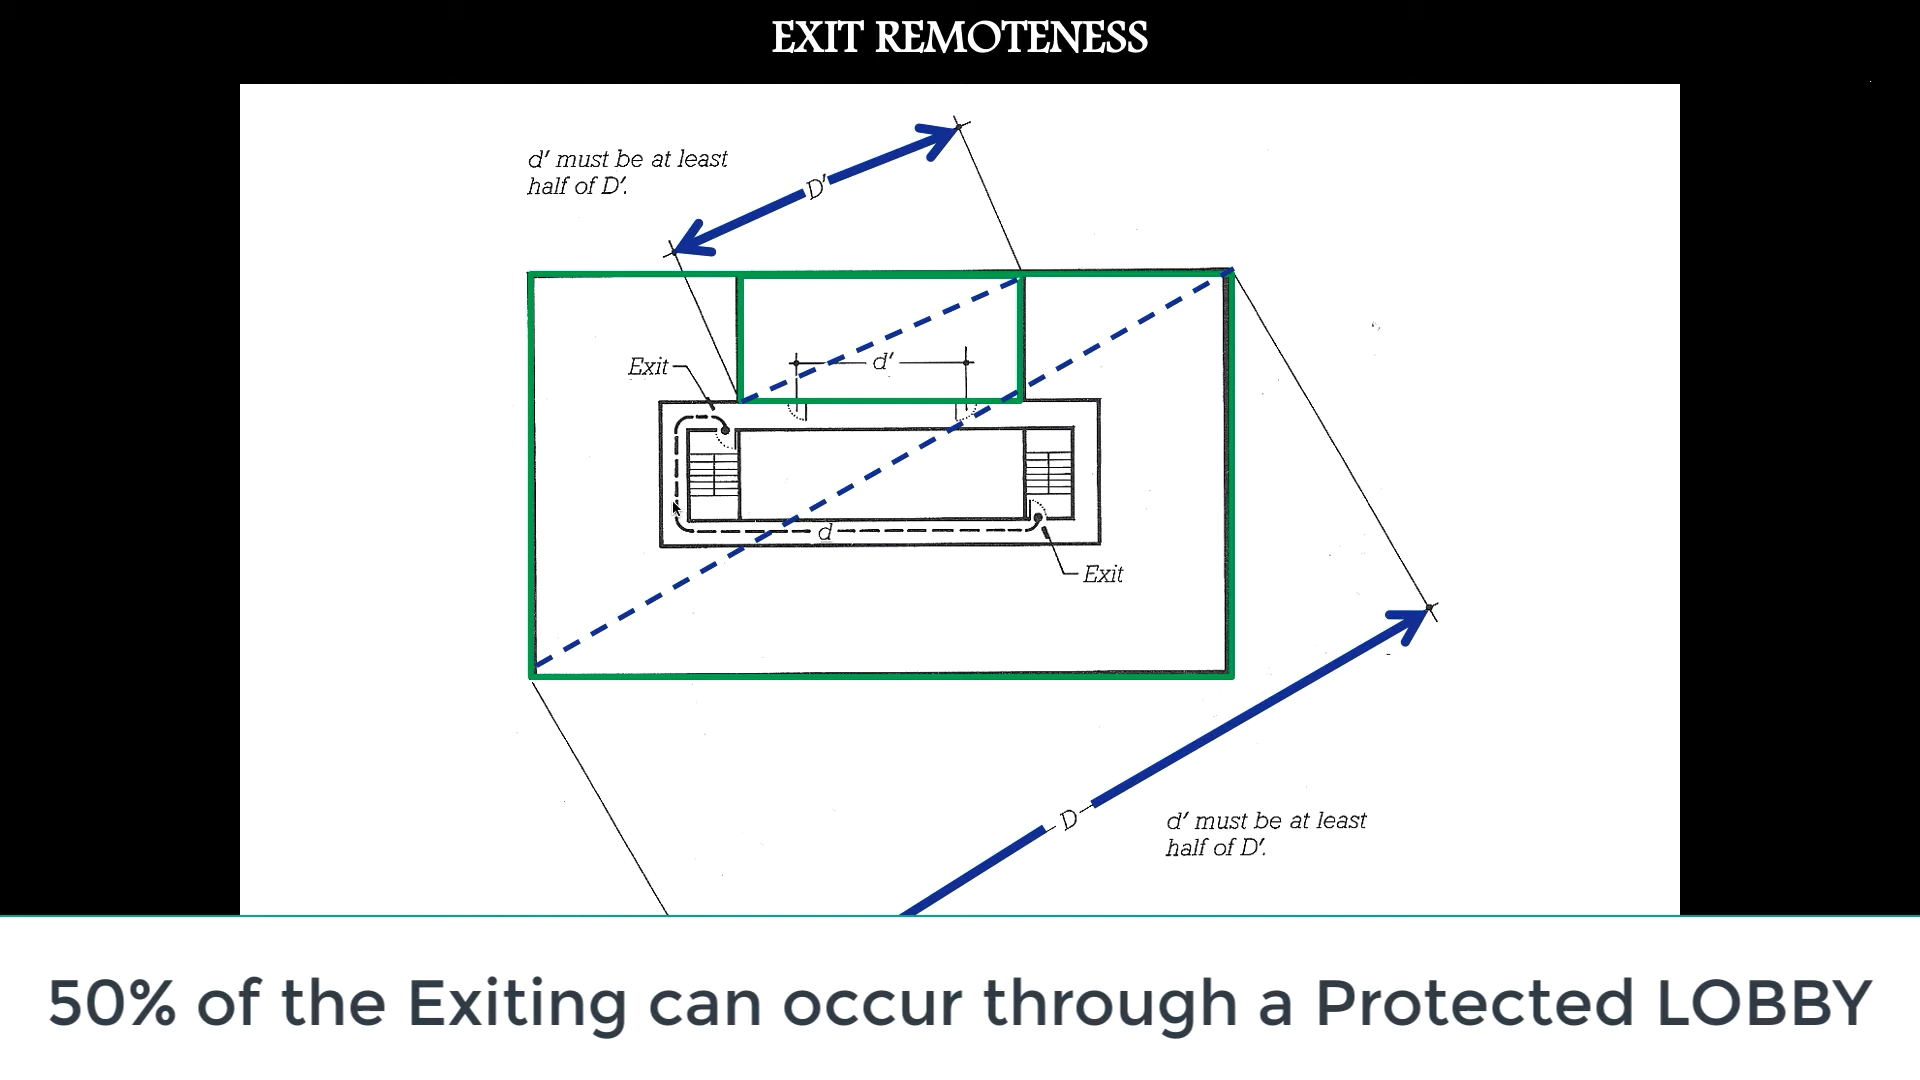 EXIT REMOTENESS
d' must be at least
half of D'.
D'
Exit
d'
d
Exit
D
d' must be at least
half of D'.
50% of the Exiting can occur through a Protected LOBBY